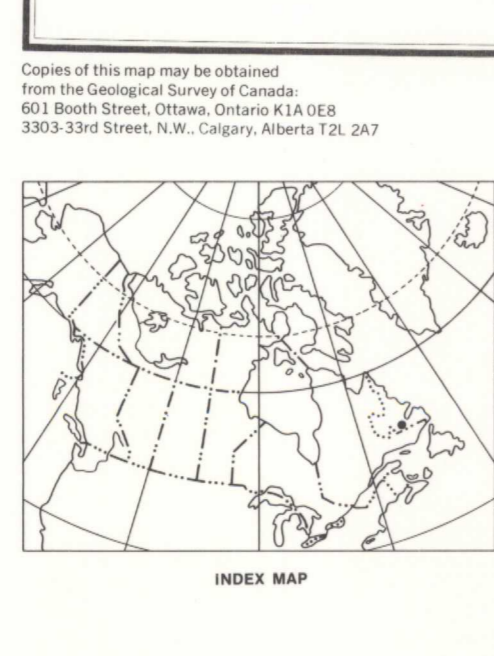 Copies of this map may be obtained
from the Geological Survey of Canada:
601 Booth Street, Ottawa, Ontario K1A 0E8
3303-33rd Street, N.W., Calgary, Alberta T2L 2A7
INDEX MAP